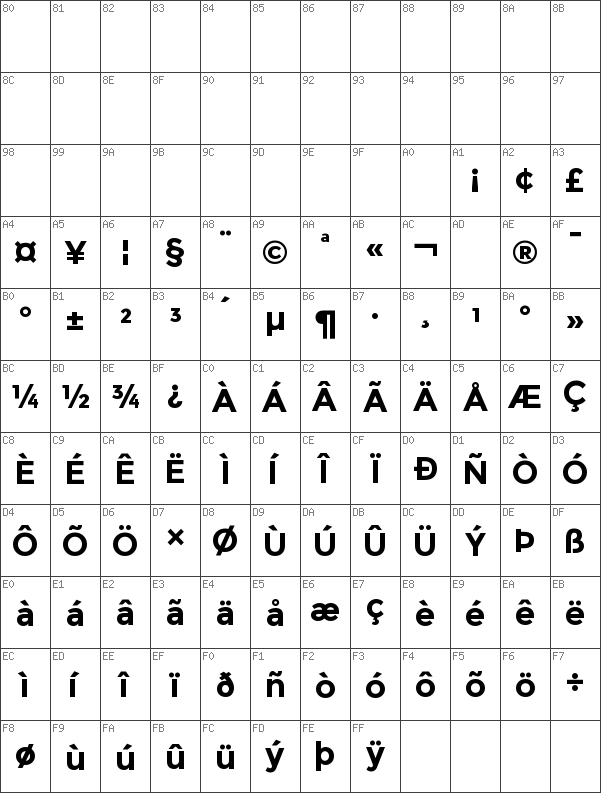 80 81 82 83 84 85 86 87 88 89 8A 8B
8C 8D 8E 8F 90 91 92 93 94 95 96 97
98 99 9A 9B 9C 9D 9E 9F A0 A1 A2 A3
¡ ¢ £
A4 A5 A6 A7 A8 A9 AA AB AC AD AE AF
¤ ¥ ¦ § ¨ © ª « ¬ ® ¯
B0 B1 B2 B3 B4 B5 B6 B7 B8 B9 BA BB
° ± ² ³ ´ µ ¶ · ¸ ¹ º »
BC BD BE BF C0 C1 C2 C3 C4 C5 C6 C7
¼ ½ ¾ ¿ À Á Â Ã Ä Å Æ Ç
C8 C9 CA CB CC CD CE CF D0 D1 D2 D3
È É Ê Ë Ì Í Î Ï Ð Ñ Ò Ó
D4 D5 D6 D7 D8 D9 DA DB DC DD DE DF
Ô Õ Ö × Ø Ù Ú Û Ü Ý Þ ß
E0 E1 E2 E3 E4 E5 E6 E7 E8 E9 EA EB
à á â ã ä å æ ç è é ê ë
EC ED EE EF F0 F1 F2 F3 F4 F5 F6 F7
ì í î ï ð ñ ò ó ô õ ö ÷
F8 F9 FA FB FC FD FE FF
ø ù ú û ü ý þ ÿ